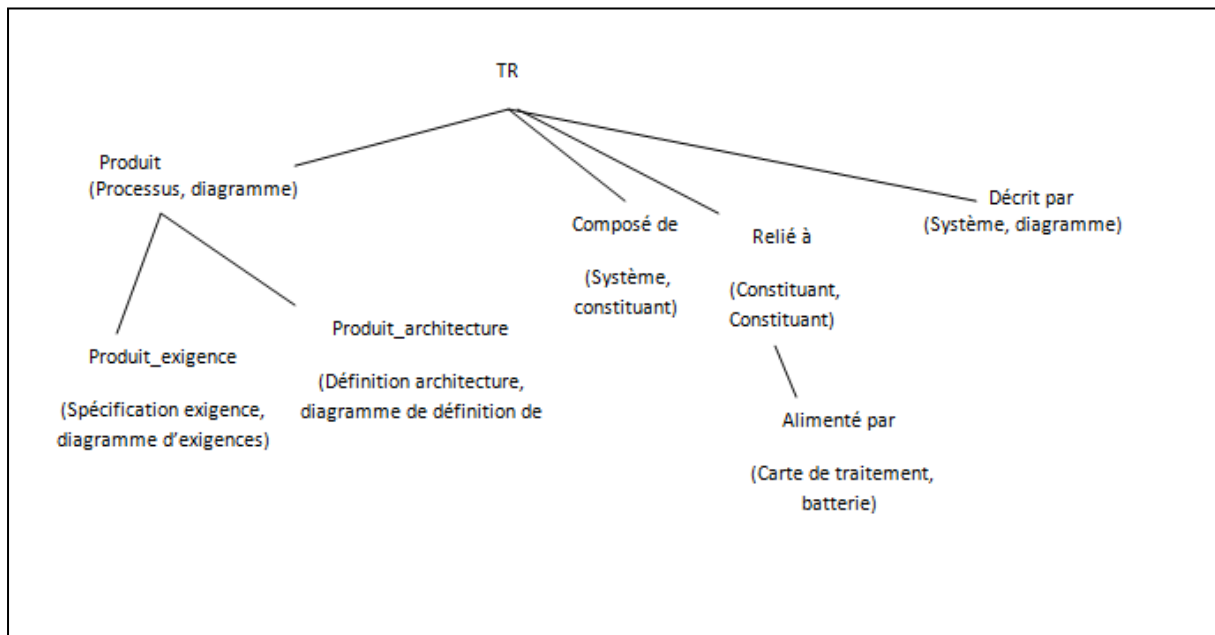 TR
Produit
(Processus, diagramme)
Composé de
(Système,
constituant)
Relié à
(Constituant,
Constituant)
Décrit par
(Système, diagramme)
Produit_exigence
(Spécification exigence,
diagramme d’exigences)
Produit_architecture
(Définition architecture,
diagramme de définition de
Alimenté par
(Carte de traitement,
batterie)